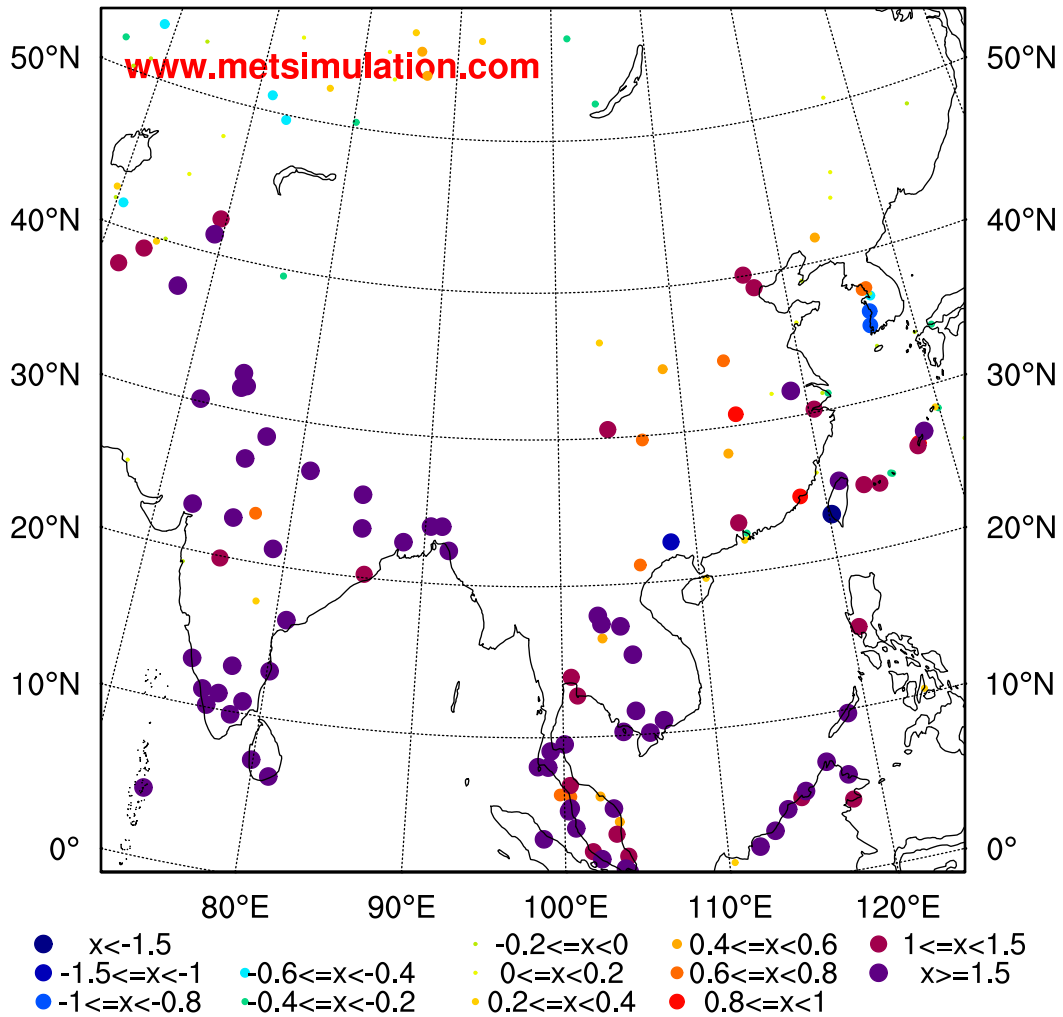 50°N 50°N
www.metsimulation.com
40°N 40°N
30°N 30°N
20°N 20°N
10°N 10°N
0° 0°
80°E 90°E 100°E 110°E 120°E
x<-1.5 -0.2<=x<0 0.4<=x<0.6 1<=x<1.5
-1.5<=x<-1 -0.6<=x<-0.4 0<=x<0.2 0.6<=x<0.8 x>=1.5
-1<=x<-0.8 -0.4<=x<-0.2 0.2<=x<0.4 0.8<=x<1